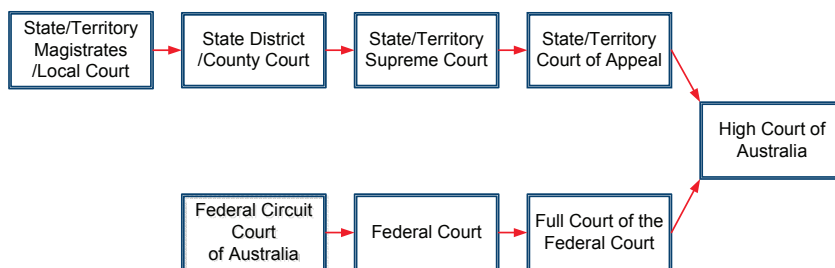 State/Territory
Magistrates
/Local Court
State District
/County Court
State/Territory
Supreme Court
State/Territory
Court of Appeal
High Court of
Australia
Federal Circuit
Court
of Australia
Federal Court
Full Court of the
Federal Court